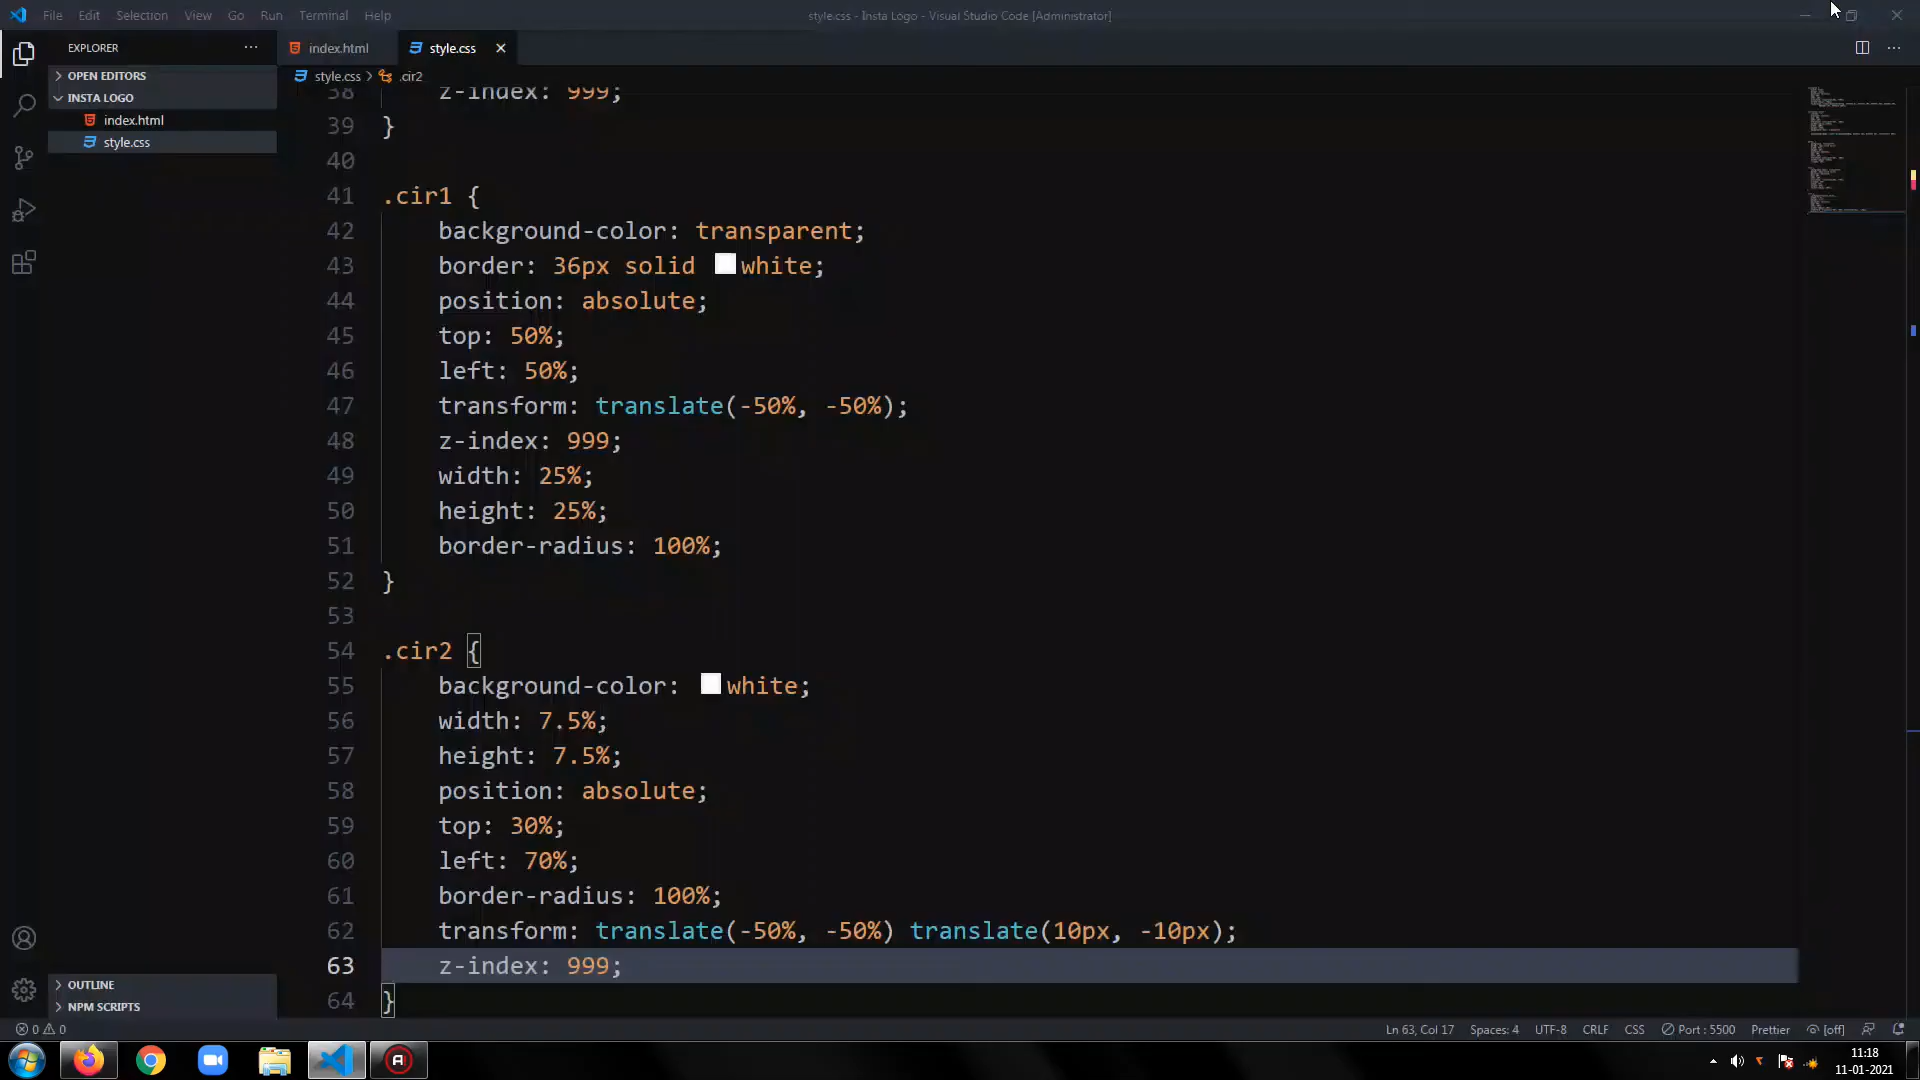 File Edit Selection View Go Run Terminal Help style.css - Insta Logo - Visual Studio Code [Administrator]
EXPLORER
OPEN EDITORS
INSTA LOGO
index.html
style.css
index.html style.css
style.css > .cir2
38 z-index: 999;
39 }
40
41 .cir1 {
42 background-color: transparent;
43 border: 36px solid white;
44 position: absolute;
45 top: 50%;
46 left: 50%;
47 transform: translate(-50%, -50%);
48 z-index: 999;
49 width: 25%;
50 height: 25%;
51 border-radius: 100%;
52 }
53
54 .cir2 {
55 background-color: white;
56 width: 7.5%;
57 height: 7.5%;
58 position: absolute;
59 top: 30%;
60 left: 70%;
61 border-radius: 100%;
62 transform: translate(-50%, -50%) translate(10px, -10px);
63 z-index: 999;
64 }
OUTLINE
NPM SCRIPTS
0 0 Ln 63, Col 17 Spaces: 4 UTF-8 CRLF CSS Port : 5500 Prettier [off]
11:18
11-01-2021